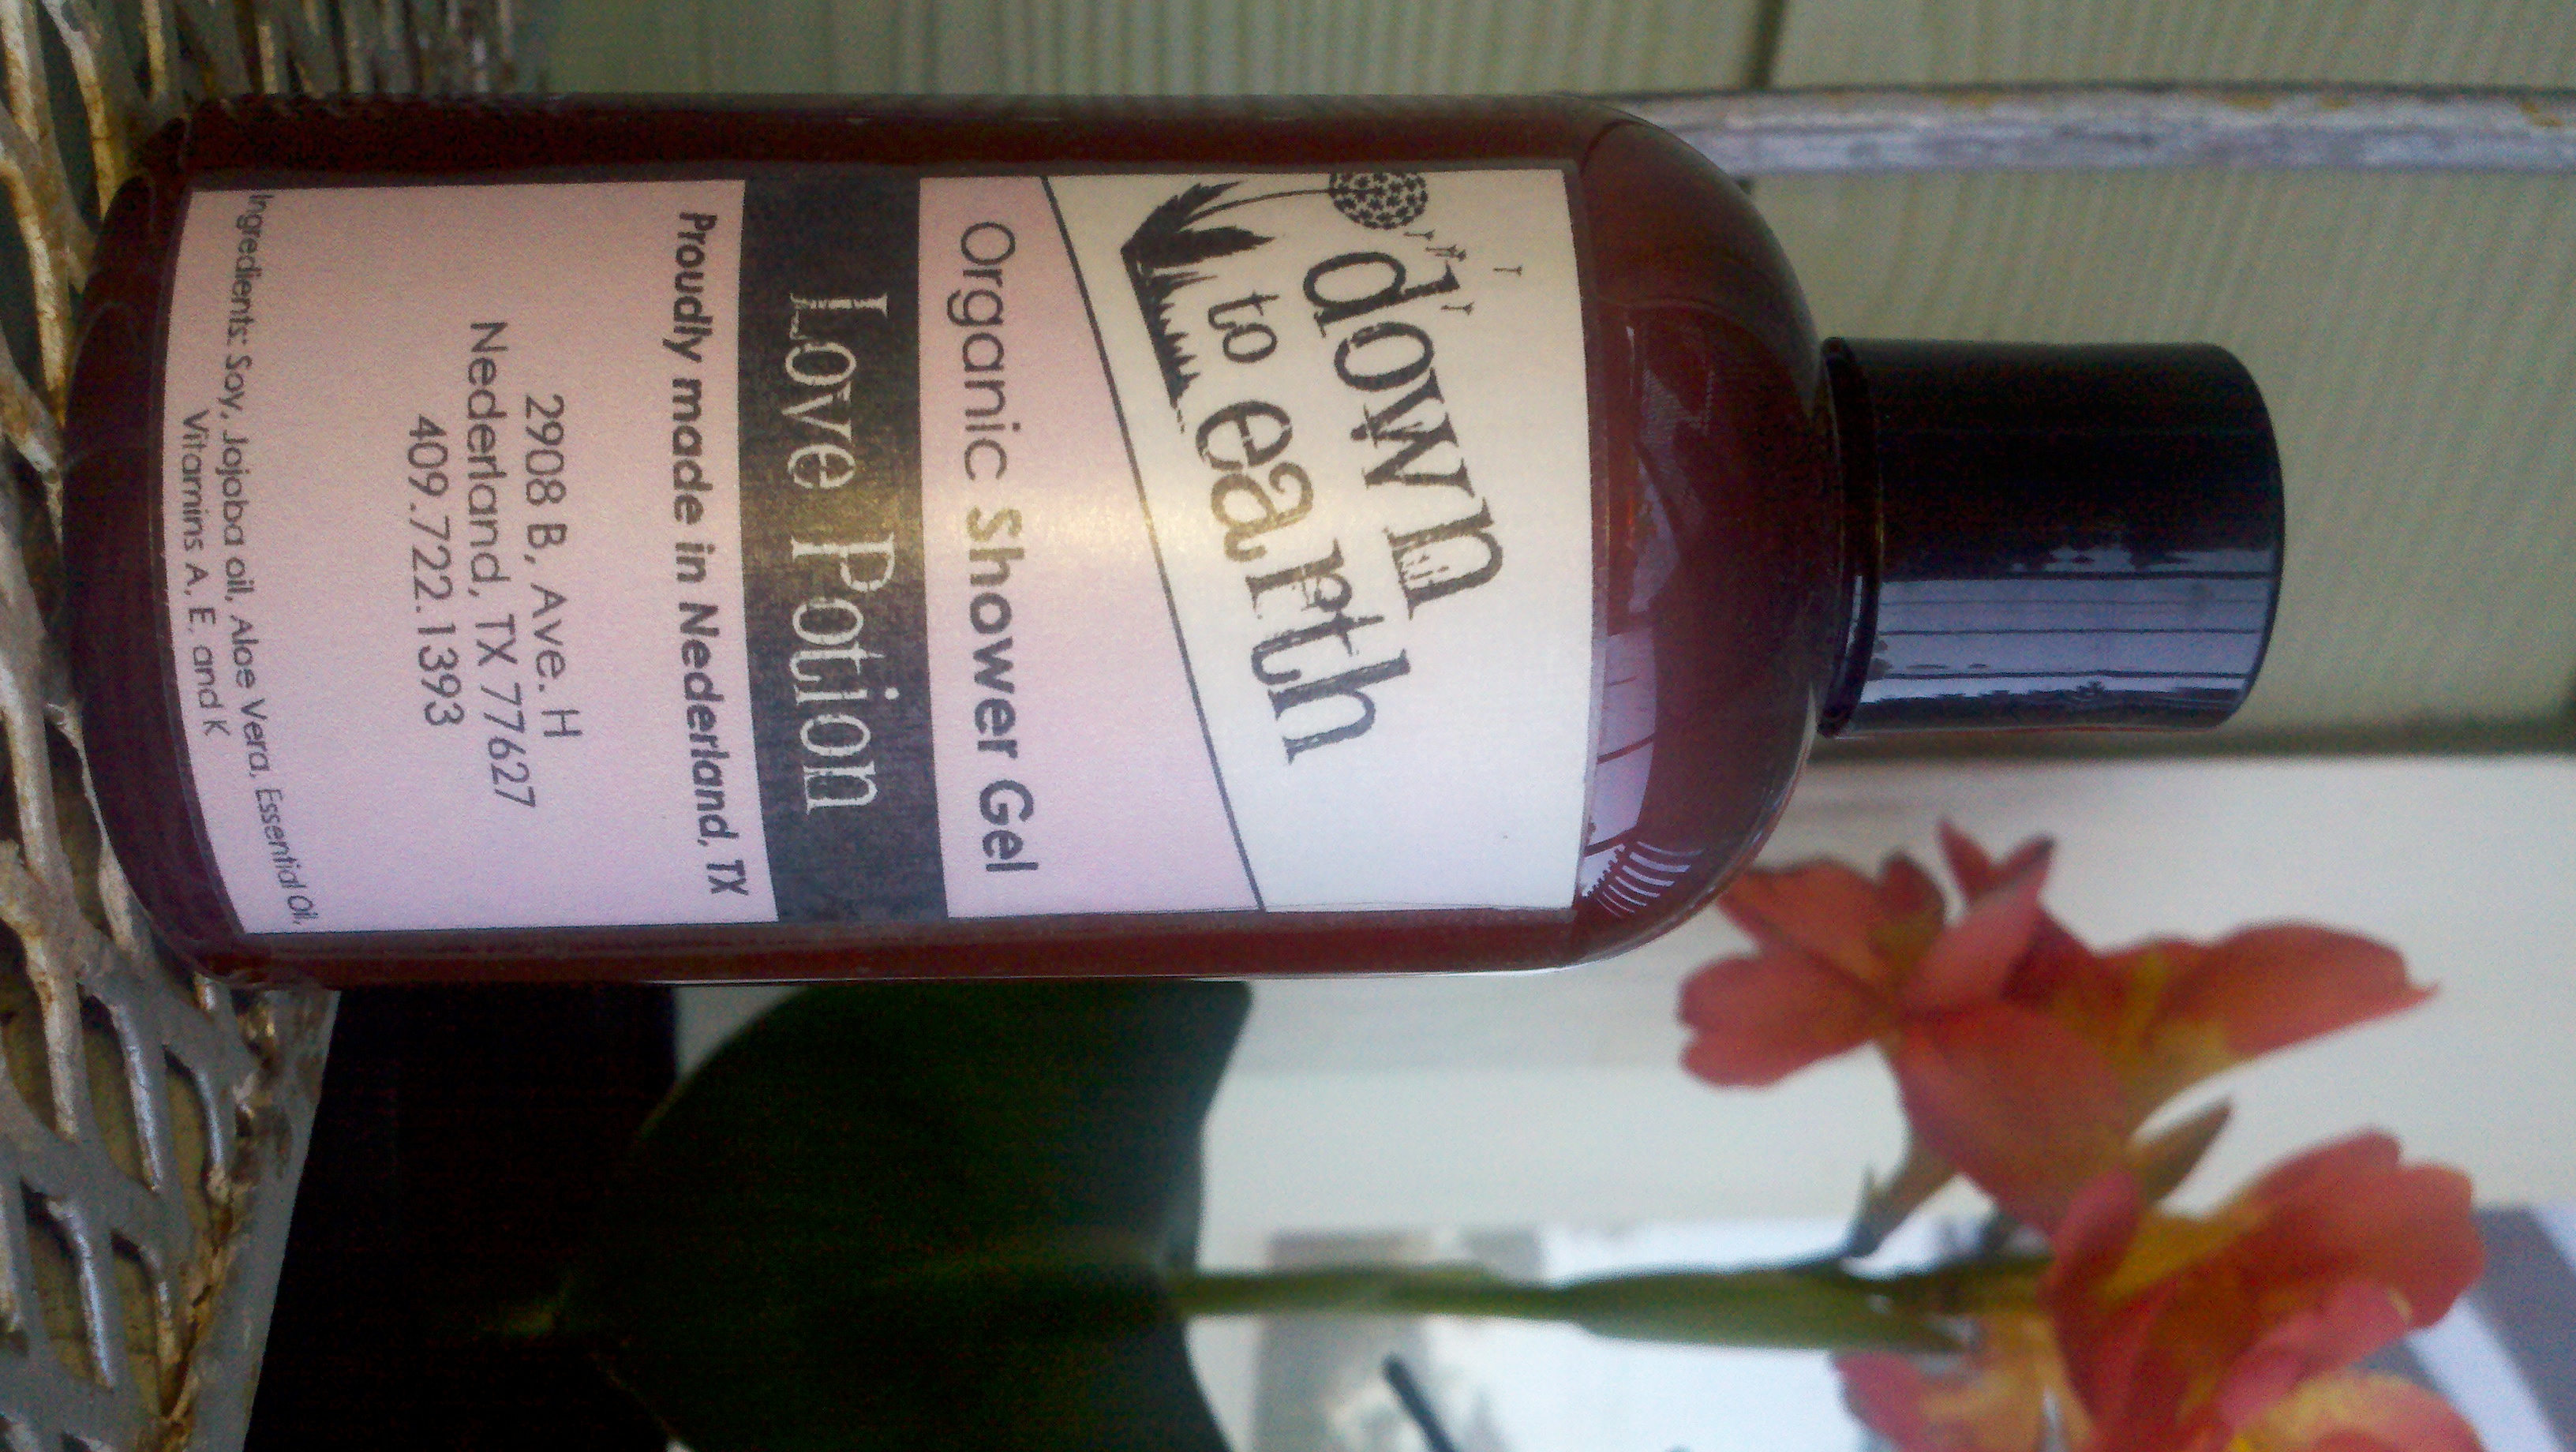 down
to earth
Organic Shower Gel
Love Potion
Proudly made in Nederland, TX
2908 B, Ave. H
Nederland, TX 77627
409.722.1393
Ingredients: Soy, Jojoba oil, Aloe Vera, Essential Oil,
Vitamins A, E, and K